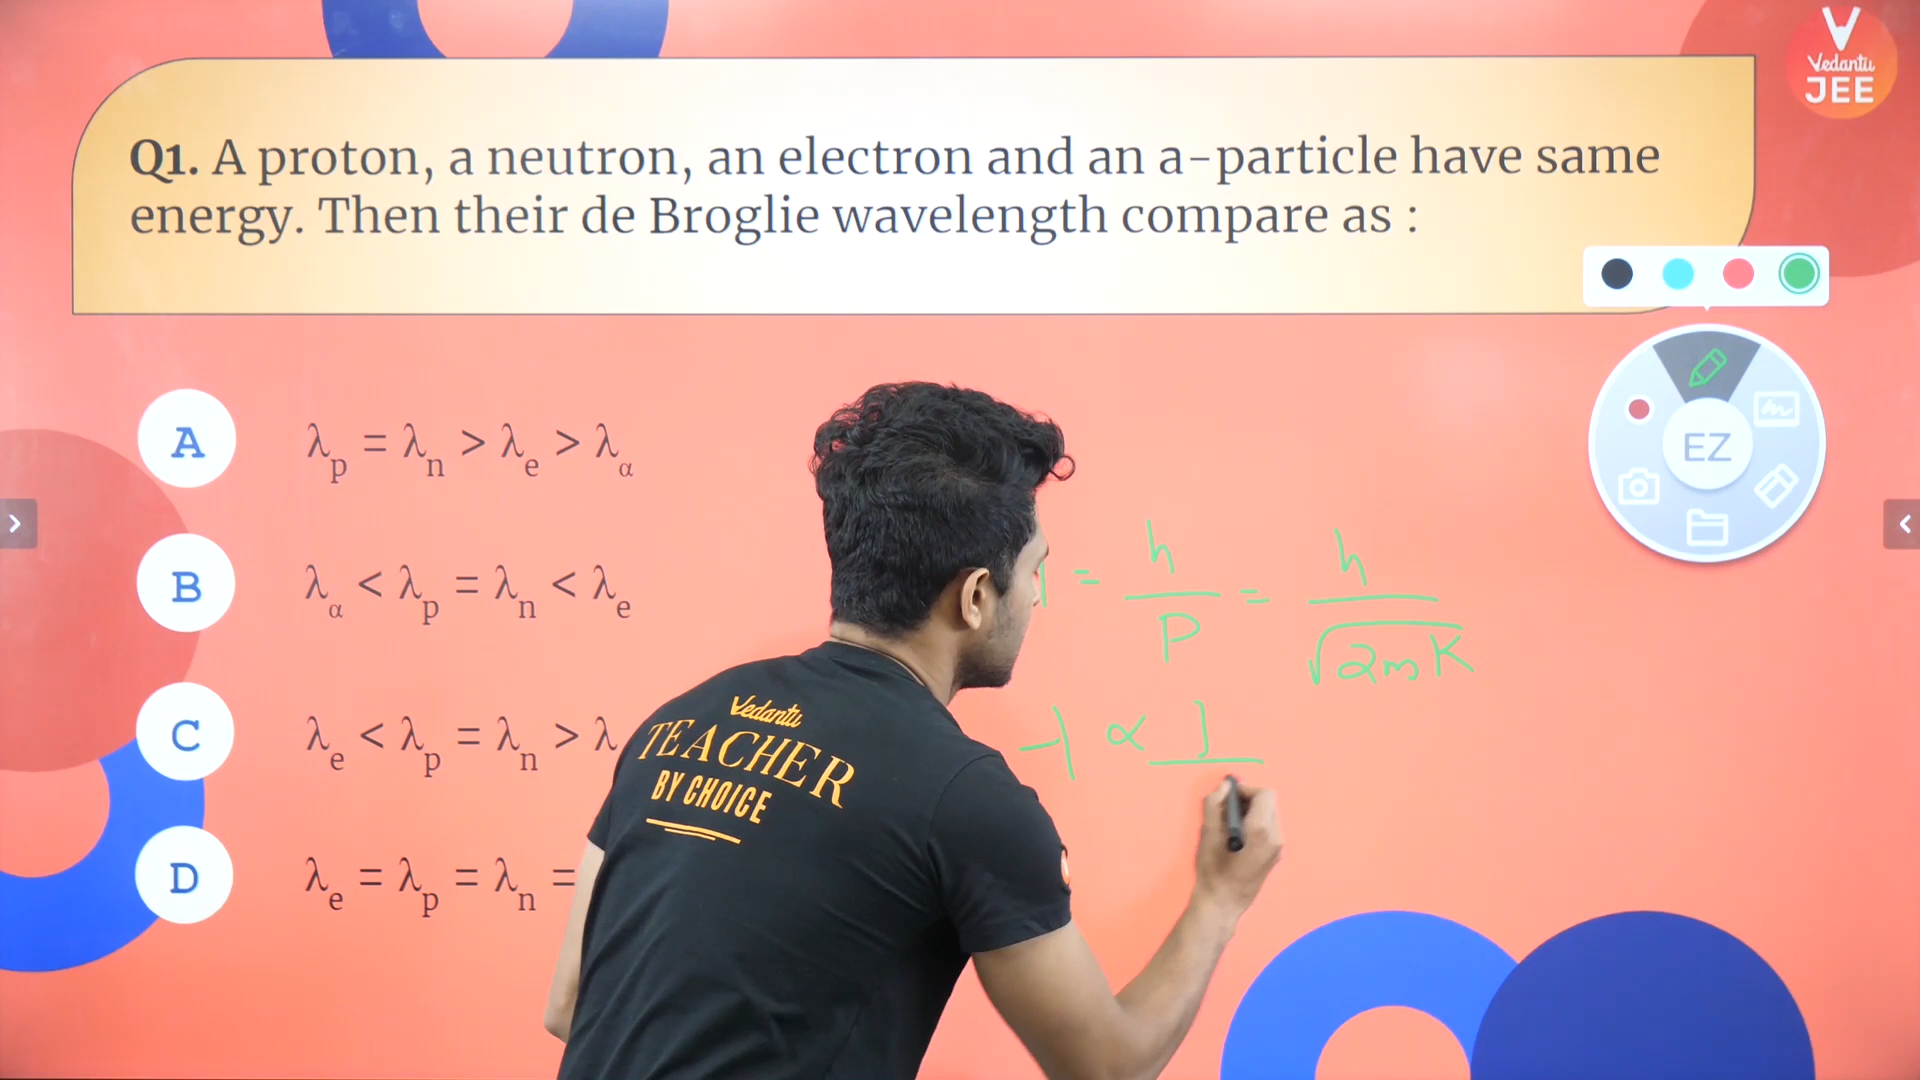 Vedantu
JEE
Q1. A proton, a neutron, an electron and an a-particle have same
energy. Then their de Broglie wavelength compare as :
EZ
A λp = λn > λe > λα
B λα < λp = λn < λe
C λe < λp = λn > λ
D λe = λp = λn =
= h/P = h/√2mK
λ ∝ 1
Vedantu
TEACHER
BY CHOICE